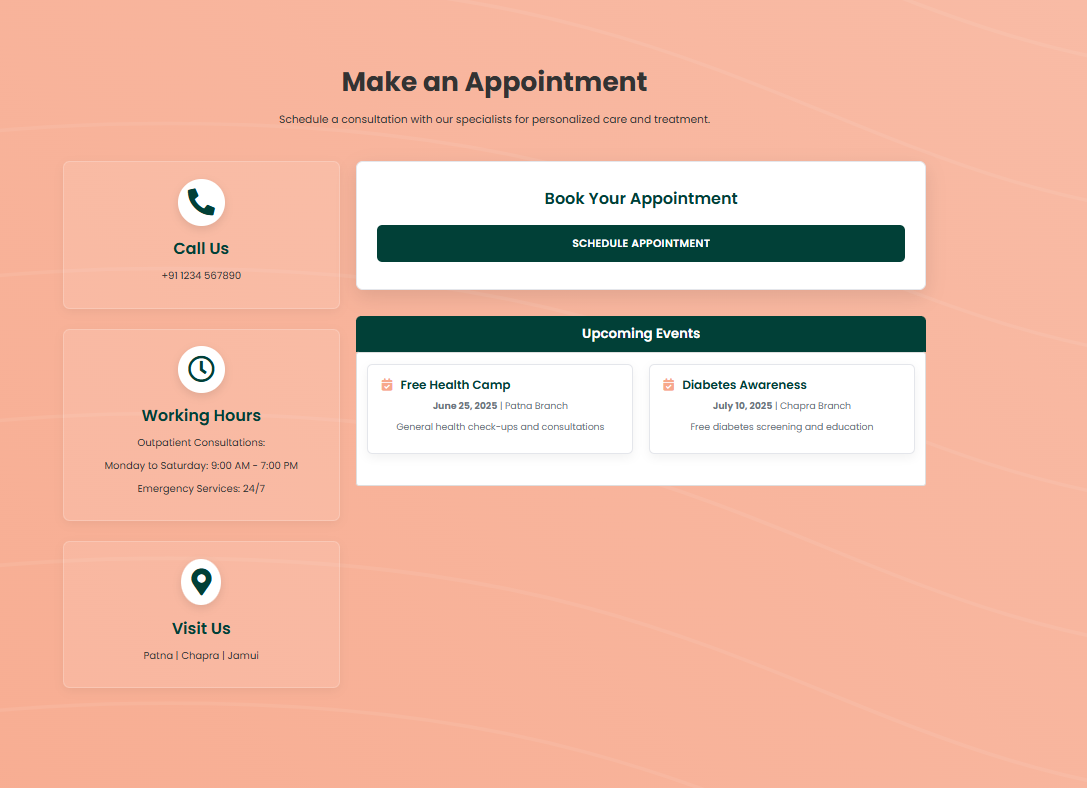 Make an Appointment
Schedule a consultation with our specialists for personalized care and treatment.
Call Us
+91 1234 567890
Working Hours
Outpatient Consultations:
Monday to Saturday: 9:00 AM - 7:00 PM
Emergency Services: 24/7
Visit Us
Patna | Chapra | Jamui
Book Your Appointment
SCHEDULE APPOINTMENT
Upcoming Events
Free Health Camp
June 25, 2025 | Patna Branch
General health check-ups and consultations
Diabetes Awareness
July 10, 2025 | Chapra Branch
Free diabetes screening and education